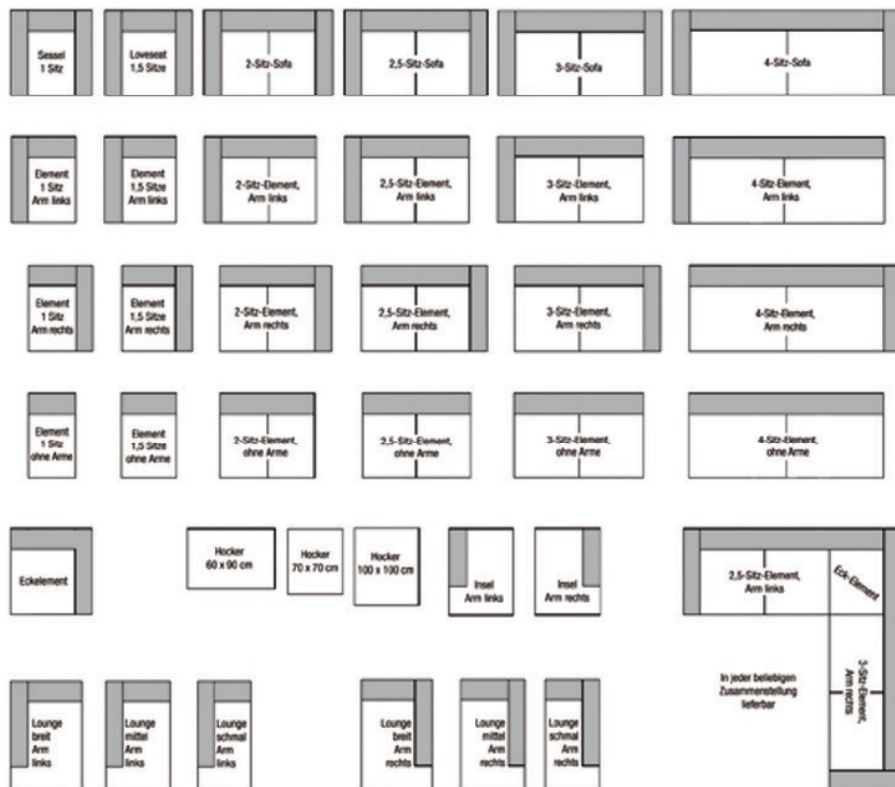 Sessel
1 Sitz
Loveseat
1,5 Sitze
2-Sitz-Sofa
2,5-Sitz-Sofa
3-Sitz-Sofa
4-Sitz-Sofa
Element
1 Sitz
Arm links
Element
1,5 Sitze
Arm links
2-Sitz-Element,
Arm links
2,5-Sitz-Element,
Arm links
3-Sitz-Element,
Arm links
4-Sitz-Element,
Arm links
Element
1 Sitz
Arm rechts
Element
1,5 Sitze
Arm rechts
2-Sitz-Element,
Arm rechts
2,5-Sitz-Element,
Arm rechts
3-Sitz-Element,
Arm rechts
4-Sitz-Element,
Arm rechts
Element
1 Sitz
ohne Arme
Element
1,5 Sitze
ohne Arme
2-Sitz-Element,
ohne Arme
2,5-Sitz-Element,
ohne Arme
3-Sitz-Element,
ohne Arme
4-Sitz-Element,
ohne Arme
Eckelement
Hocker
60 x 90 cm
Hocker
70 x 70 cm
Hocker
100 x 100 cm
Insel
Arm links
Insel
Arm rechts
2,5-Sitz-Element,
Arm links
Eck-Element
3-Sitz-Element,
Arm rechts
In jeder beliebigen
Zusammenstellung
lieferbar
Lounge
breit
Arm
links
Lounge
mittel
Arm
links
Lounge
schmal
Arm
links
Lounge
breit
Arm
rechts
Lounge
mittel
Arm
rechts
Lounge
schmal
Arm
rechts